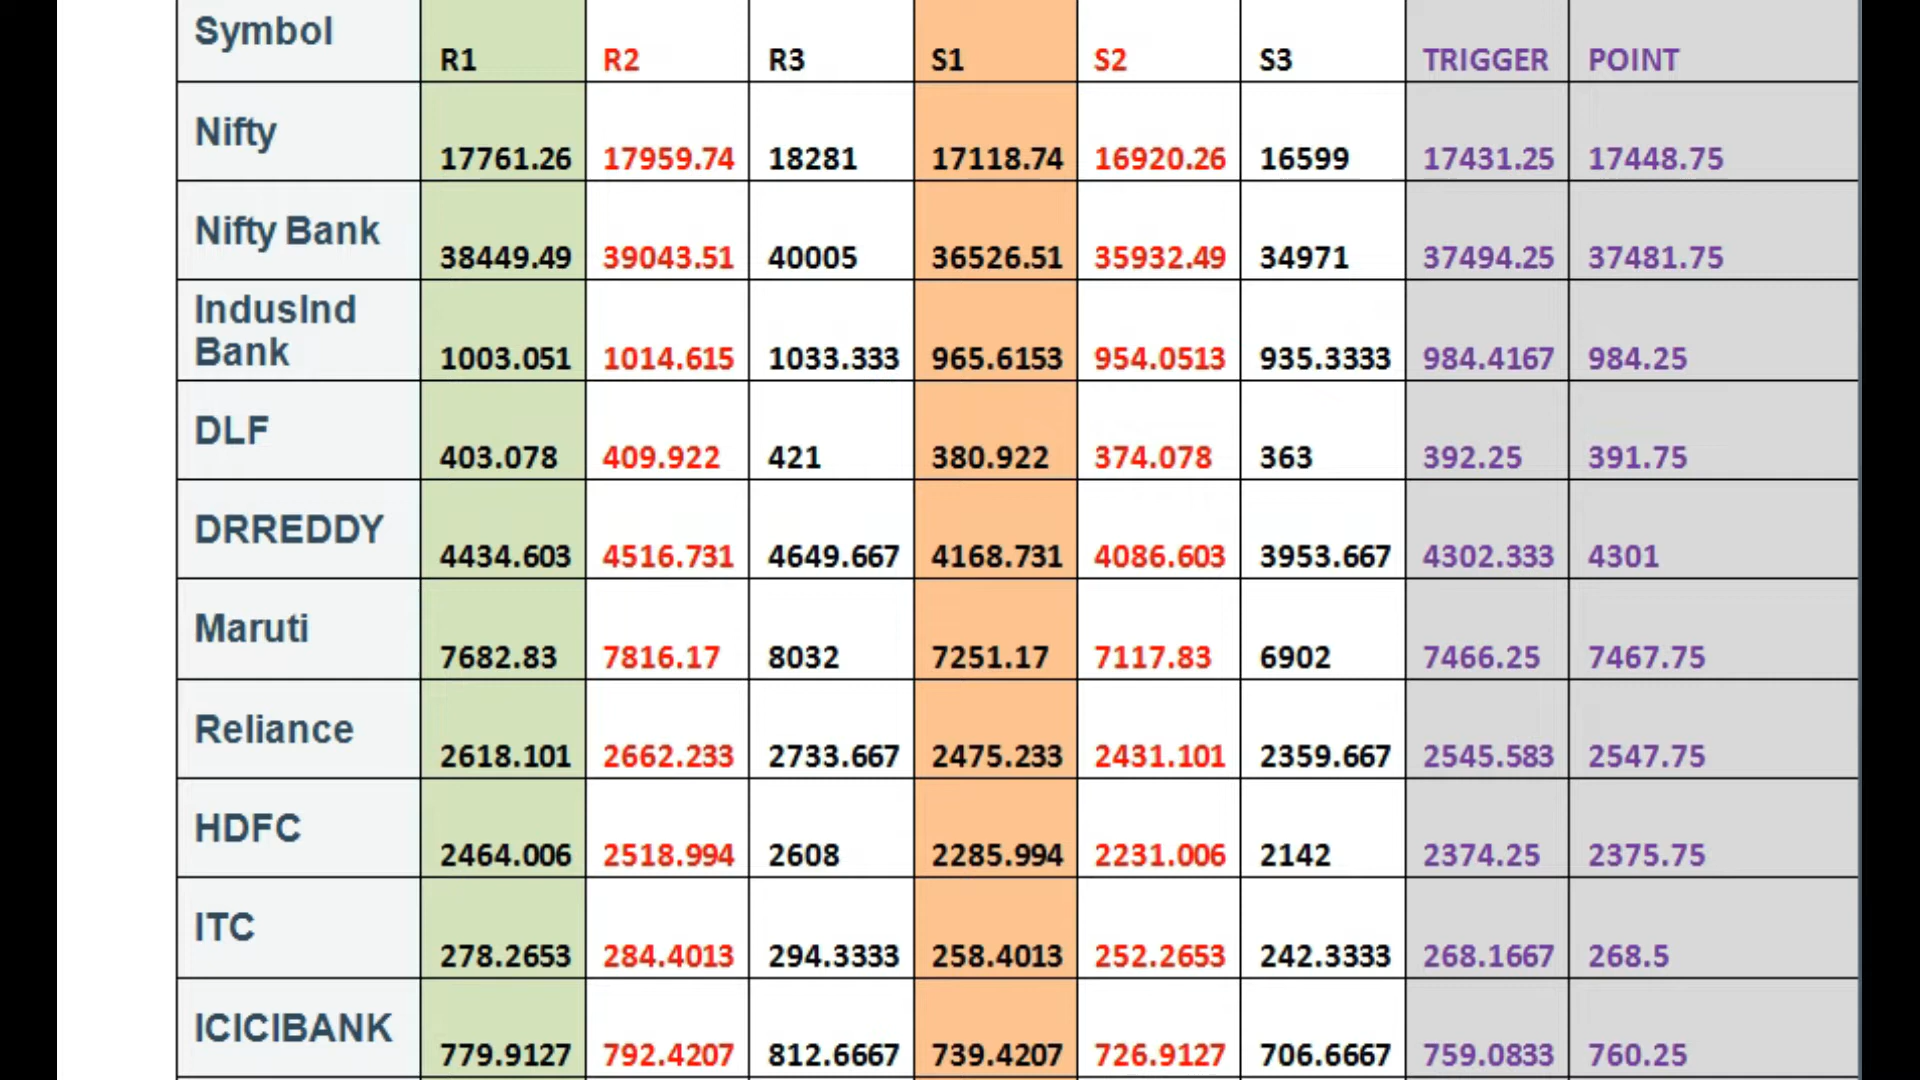 Symbol R1 R2 R3 S1 S2 S3 TRIGGER POINT
Nifty 17761.26 17959.74 18281 17118.74 16920.26 16599 17431.25 17448.75
Nifty Bank 38449.49 39043.51 40005 36526.51 35932.49 34971 37494.25 37481.75
IndusInd
Bank 1003.051 1014.615 1033.333 965.6153 954.0513 935.3333 984.4167 984.25
DLF 403.078 409.922 421 380.922 374.078 363 392.25 391.75
DRREDDY 4434.603 4516.731 4649.667 4168.731 4086.603 3953.667 4302.333 4301
Maruti 7682.83 7816.17 8032 7251.17 7117.83 6902 7466.25 7467.75
Reliance 2618.101 2662.233 2733.667 2475.233 2431.101 2359.667 2545.583 2547.75
HDFC 2464.006 2518.994 2608 2285.994 2231.006 2142 2374.25 2375.75
ITC 278.2653 284.4013 294.3333 258.4013 252.2653 242.3333 268.1667 268.5
ICICIBANK 779.9127 792.4207 812.6667 739.4207 726.9127 706.6667 759.0833 760.25